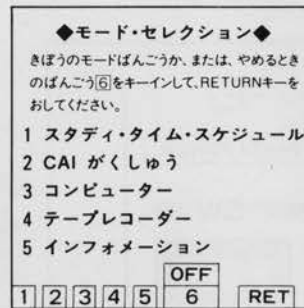 ◆モード・セレクション◆
きぼうのモードばんごうか、または、やめるとき
のばんごう6をキーインして、RETURNキーを
おしてください。
1 スタディ・タイム・スケジュール
2 CAI がくしゅう
3 コンピューター
4 テープレコーダー
5 インフォメーション
OFF
1 2 3 4 5 6 RET